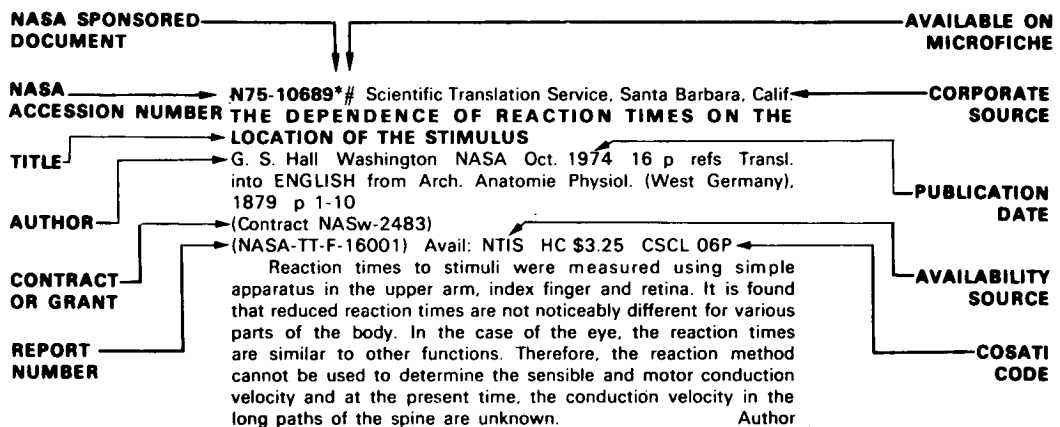 NASA SPONSORED
DOCUMENT
AVAILABLE ON
MICROFICHE
NASA
ACCESSION NUMBER
N75-10689*# Scientific Translation Service, Santa Barbara, Calif.
THE DEPENDENCE OF REACTION TIMES ON THE
LOCATION OF THE STIMULUS
CORPORATE
SOURCE
TITLE
G. S. Hall Washington NASA Oct. 1974 16 p refs Transl.
into ENGLISH from Arch. Anatomie Physiol. (West Germany),
1879 p 1-10
PUBLICATION
DATE
AUTHOR
(Contract NASw-2483)
(NASA-TT-F-16001) Avail: NTIS HC $3.25 CSCL 06P
CONTRACT
OR GRANT
AVAILABILITY
SOURCE
Reaction times to stimuli were measured using simple
apparatus in the upper arm, index finger and retina. It is found
that reduced reaction times are not noticeably different for various
parts of the body. In the case of the eye, the reaction times
are similar to other functions. Therefore, the reaction method
cannot be used to determine the sensible and motor conduction
velocity and at the present time, the conduction velocity in the
long paths of the spine are unknown. Author
REPORT
NUMBER
COSATI
CODE